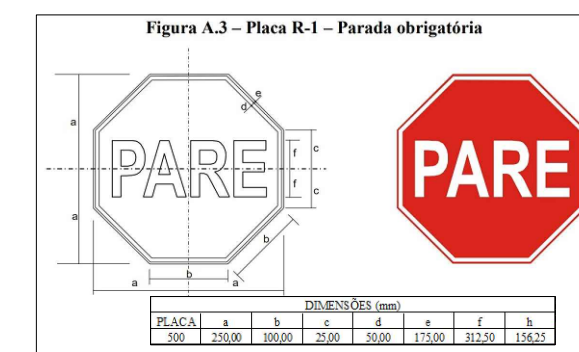 Figura A.3 – Placa R-1 – Parada obrigatória
e
d
a
PARE
f
c
f
c
a
b
b
a
a
PARE
DIMENSÕES (mm)
PLACA a b c d e f h
500 250,00 100,00 25,00 50,00 175,00 312,50 156,25